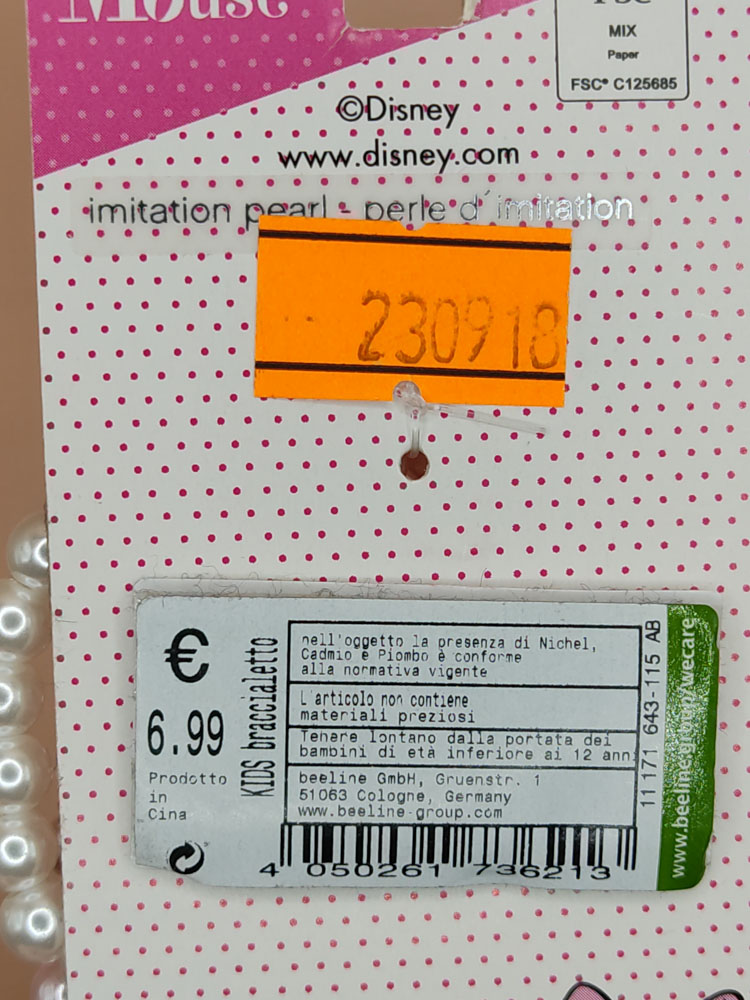 Mouse
MIX
Paper
FSC® C125685
©Disney
www.disney.com
imitation pearl - perle d´imitation
230918
€
6.99
Prodotto
in
Cina
KIDS braccialetto
nell'oggetto la presenza di Nichel,
Cadmio e Piombo è conforme
alla normativa vigente
L'articolo non contiene
materiali preziosi
Tenere lontano dalla portata dei
bambini di età inferiore ai 12 ann
beeline GmbH, Gruenstr. 1
51063 Cologne, Germany
www.beeline-group.com
4 050261 736213
11171 643-115 AB
www.beeline-group/wecare